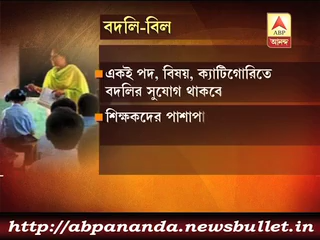 বদলি-বিল
ABP
আনন্দ
একই পদ, বিষয়, ক্যাটিগোরিতে
বদলির সুযোগ থাকবে
শিক্ষকদের পাশাপা
http://abpananda.newsbullet.in